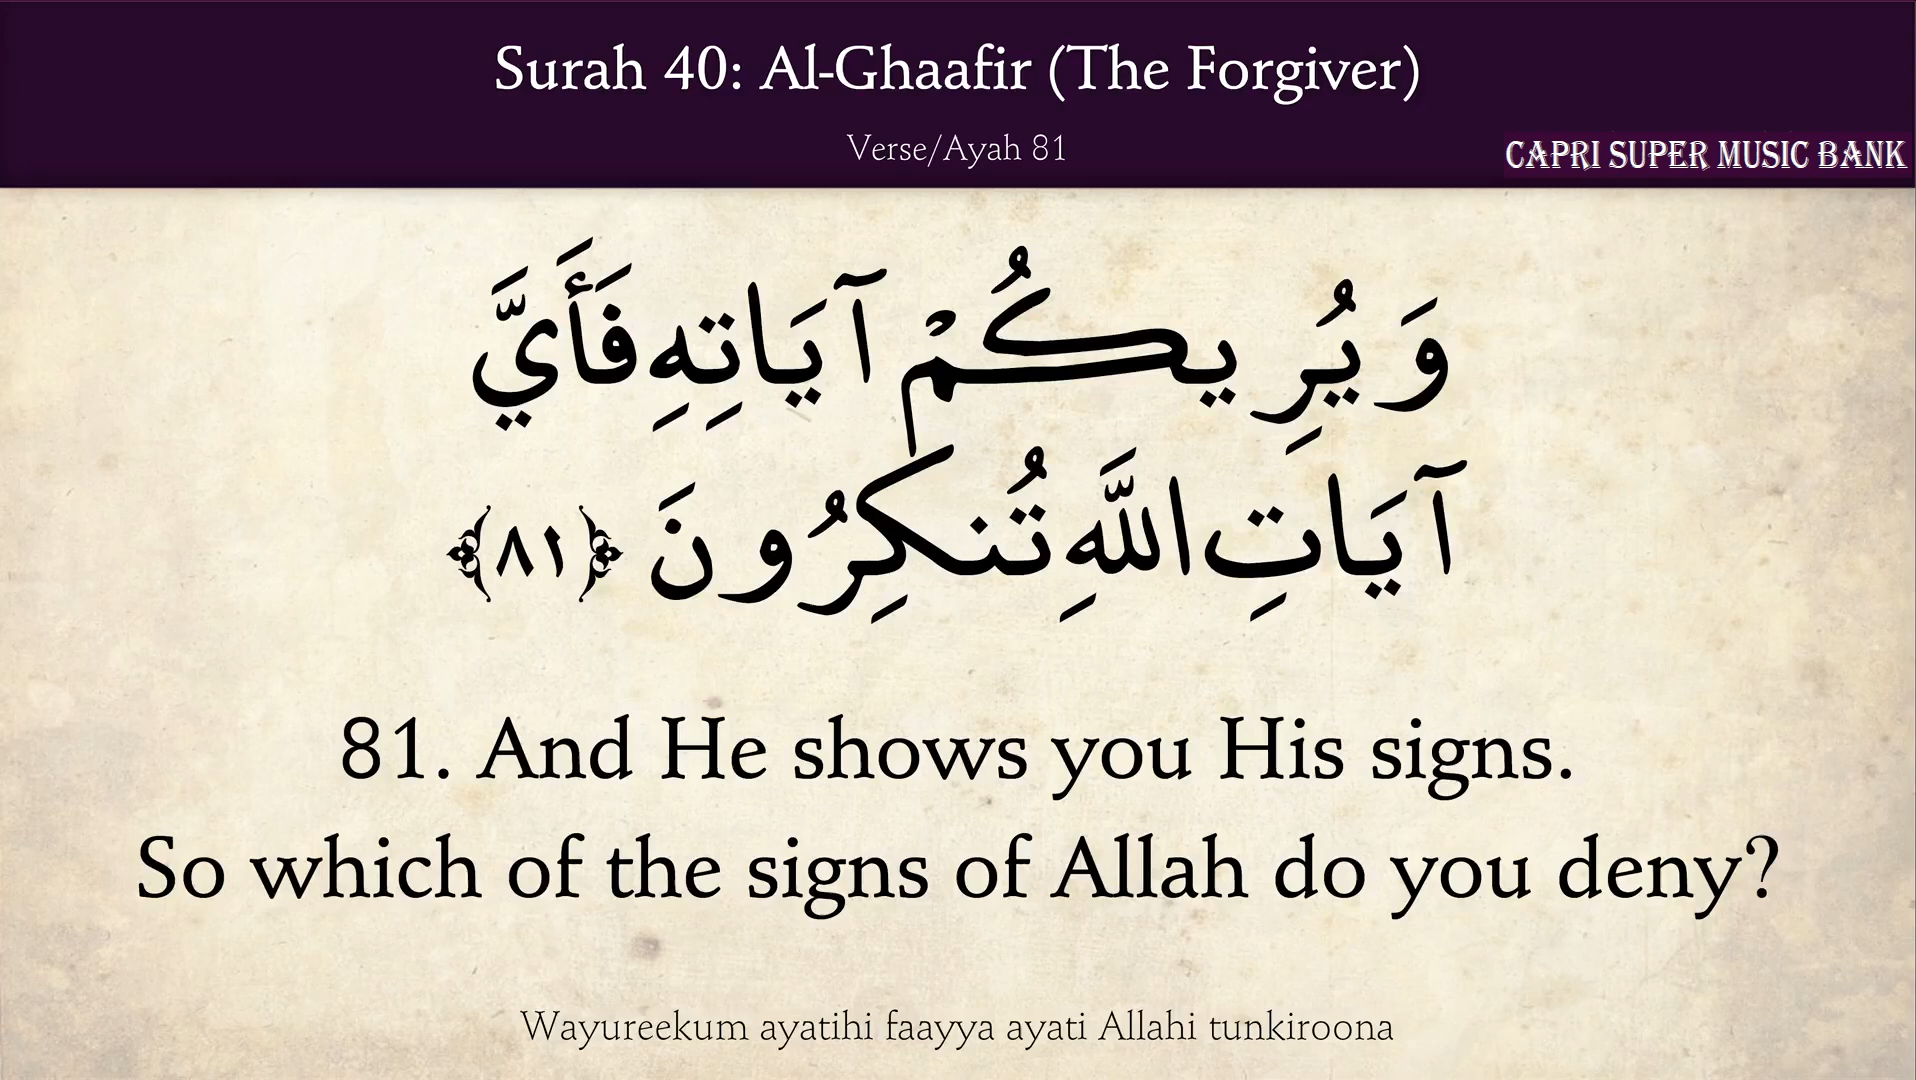 Surah 40: Al-Ghaafir (The Forgiver)
Verse/Ayah 81
CAPRI SUPER MUSIC BANK
وَيُرِيكُمْ آيَاتِهِ فَأَيَّ
آيَاتِ اللَّهِ تُنكِرُونَ ﴿٨١﴾
81. And He shows you His signs.
So which of the signs of Allah do you deny?
Wayureekum ayatihi faayya ayati Allahi tunkiroona